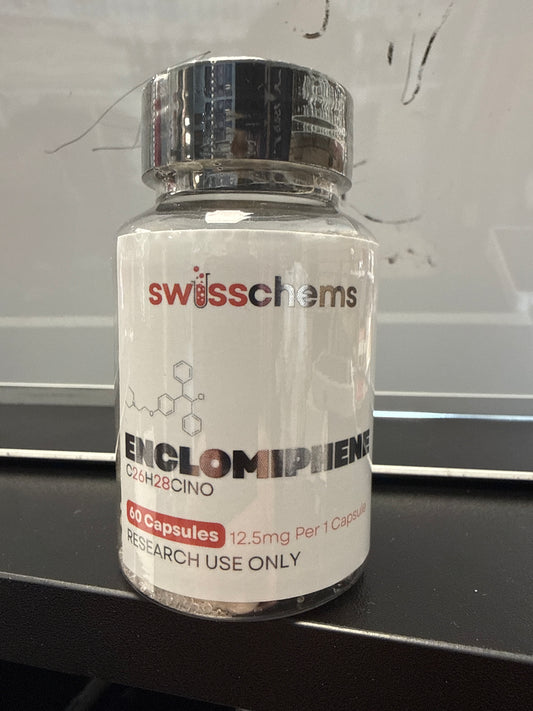 swisschems
ENCLOMIPHENE
C26H28ClNO
60 Capsules 12.5mg Per 1 Capsule
RESEARCH USE ONLY